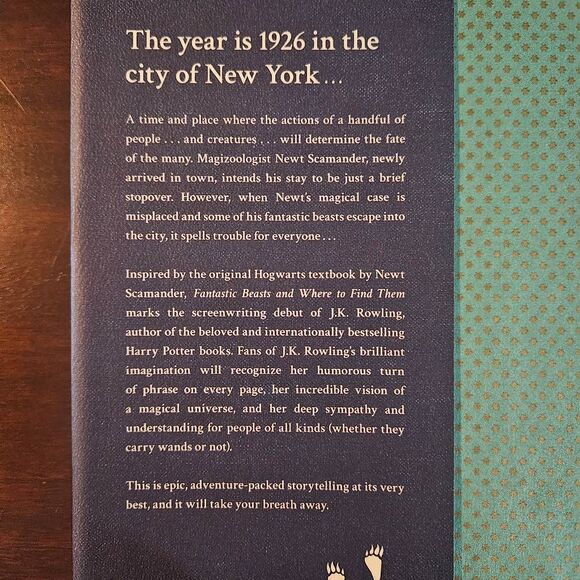 The year is 1926 in the
city of New York...
A time and place where the actions of a handful of
people . . . and creatures . . . will determine the fate
of the many. Magizoologist Newt Scamander, newly
arrived in town, intends his stay to be just a brief
stopover. However, when Newt's magical case is
misplaced and some of his fantastic beasts escape into
the city, it spells trouble for everyone . . .
Inspired by the original Hogwarts textbook by Newt
Scamander, Fantastic Beasts and Where to Find Them
marks the screenwriting debut of J.K. Rowling,
author of the beloved and internationally bestselling
Harry Potter books. Fans of J.K. Rowling's brilliant
imagination will recognize her humorous turn
of phrase on every page, her incredible vision of
a magical universe, and her deep sympathy and
understanding for people of all kinds (whether they
carry wands or not).
This is epic, adventure-packed storytelling at its very
best, and it will take your breath away.